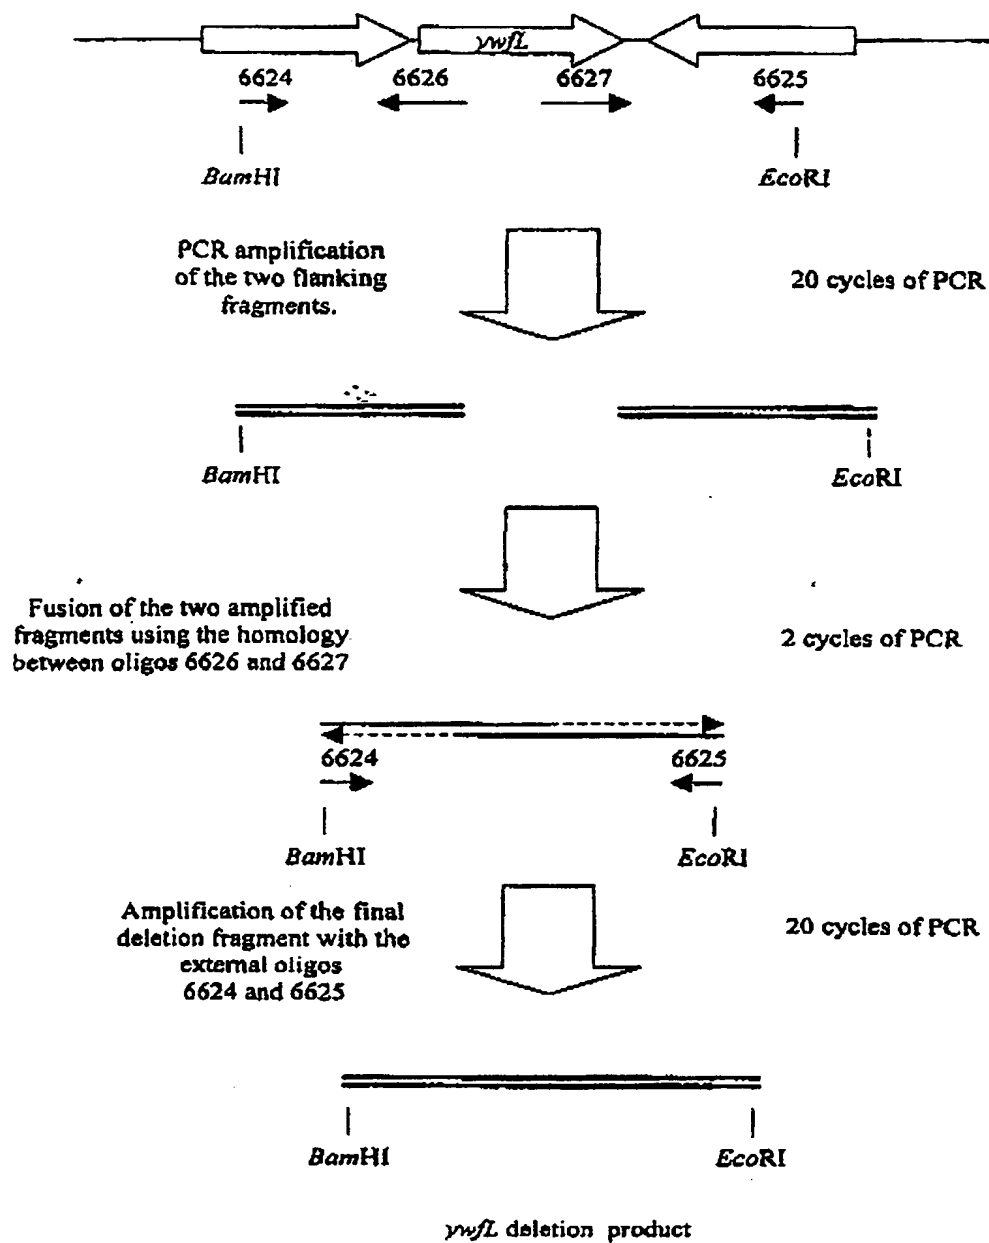 ywfL
6624 6626 6627 6625
BamHI EcoRI
PCR amplification
of the two flanking
fragments.
20 cycles of PCR
BamHI EcoRI
Fusion of the two amplified
fragments using the homology
between oligos 6626 and 6627
2 cycles of PCR
6624 6625
BamHI EcoRI
Amplification of the final
deletion fragment with the
external oligos
6624 and 6625
20 cycles of PCR
BamHI EcoRI
ywfL deletion product